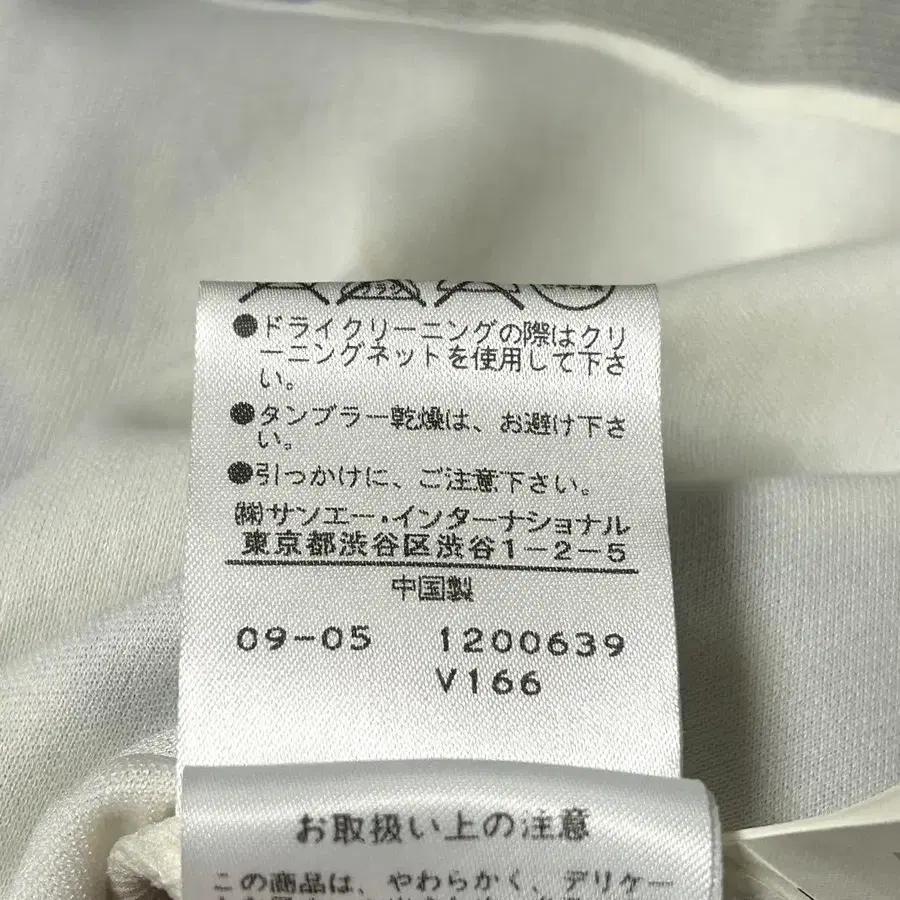 ●ドライクリーニングの際はクリ
ーニングネットを使用して下さ
い。
●タンブラー乾燥は、お避け下さ
い。
●引っかけに、ご注意下さい。
㈱サンエー・インターナショナル
東京都渋谷区渋谷1-2-5
中国製
09-05 1200639
V166
お取扱い上の注意
この商品は、やわらかく、デリケー